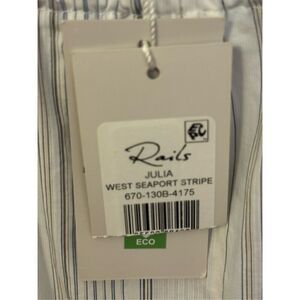 Rails
JULIA
WEST SEAPORT STRIPE
670-130B-4175
ECO